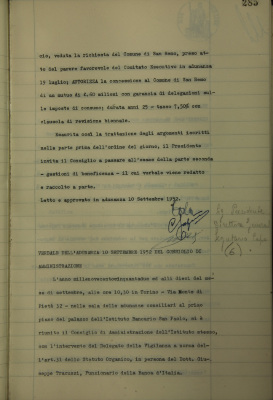 285
cio, veduta la richiesta del Comune di San Remo, preso at-
to del parere favorevole del Comitato Esecutivo in adunanza
19 luglio; AUTORIZZA la concessione al Comune di San Remo
di un mutuo di 4,80 milioni con garanzia di delegazioni sul-
le imposte di consumo; durata anni 25 - tasso 7,50% con
clausola di revisione biennale.
Esaurita così la trattazione degli argomenti iscritti
nella parte prima dell'ordine del giorno, il Presidente
invita il Consiglio a passare all'esame della parte seconda
- gestioni di beneficenza - il cui verbale viene redatto
e raccolto a parte.
Letto e approvato in adunanza 10 Settembre 1952.
VERBALE DELL'ADUNANZA 10 SETTEMBRE 1952 DEL CONSIGLIO DI
AMMINISTRAZIONE
L'anno millenovecentocinquantadue ed alli dieci del me-
se di settembre, alle ore 10,10 in Torino - Via Monte di
Pietà 32 - nella sala delle adunanze consiliari al primo
piano del palazzo dell'Istituto Bancario San Paolo, si è
riunito il Consiglio di amministrazione dell'Istituto stesso,
con l'intervento del Delegato della Vigilanza a norma del-
l'art.31 dello Statuto Organico, in persona del Dott. Giu-
seppe Funzionario della Banca d'Italia.